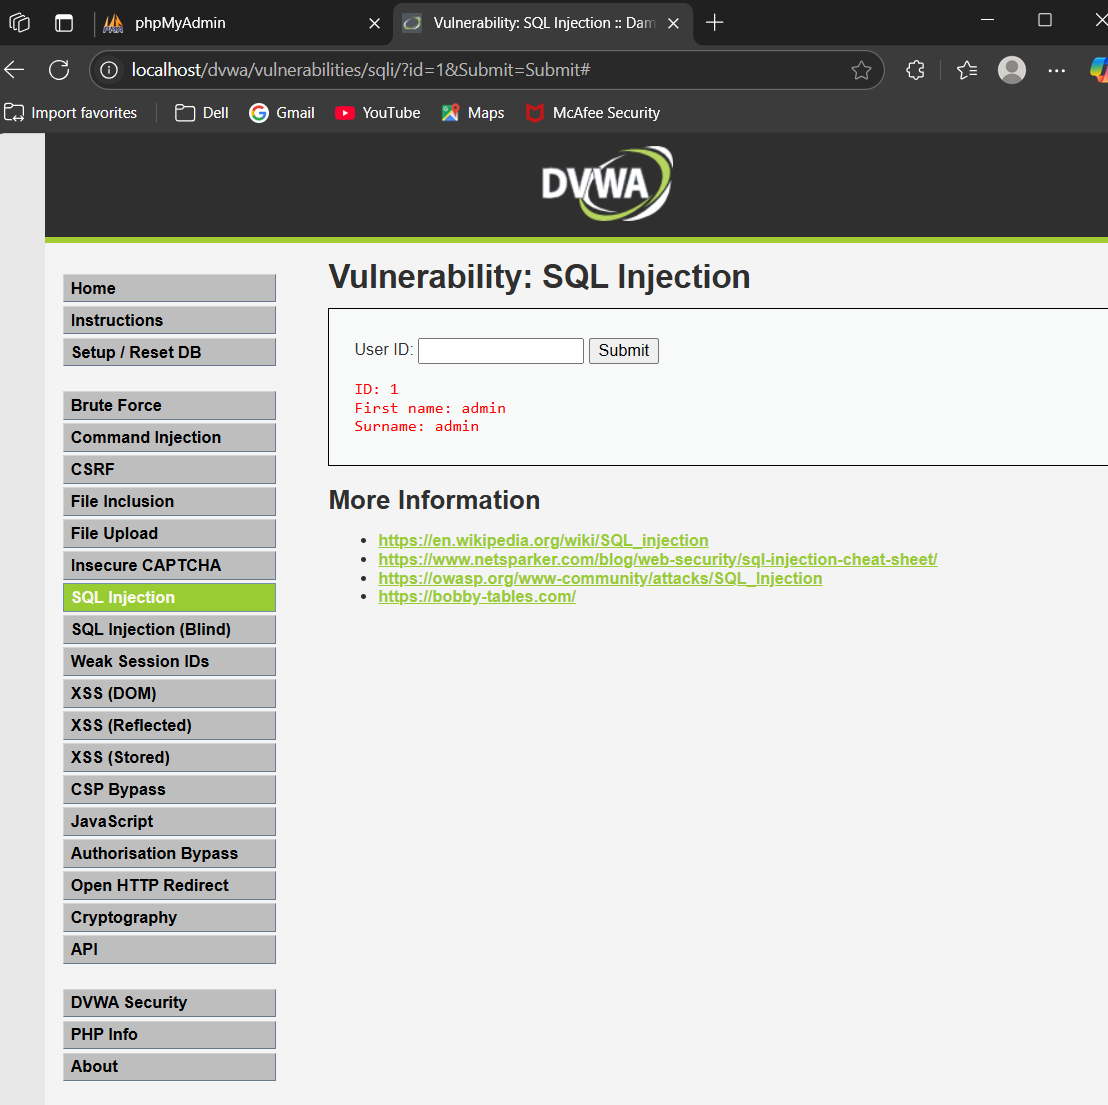 phpMyAdmin
Vulnerability: SQL Injection :: Dam
localhost/dvwa/vulnerabilities/sqli/?id=1&Submit=Submit#
Import favorites
Dell
Gmail
YouTube
Maps
McAfee Security
DVWA
Home
Instructions
Setup / Reset DB
Brute Force
Command Injection
CSRF
File Inclusion
File Upload
Insecure CAPTCHA
SQL Injection
SQL Injection (Blind)
Weak Session IDs
XSS (DOM)
XSS (Reflected)
XSS (Stored)
CSP Bypass
JavaScript
Authorisation Bypass
Open HTTP Redirect
Cryptography
API
DVWA Security
PHP Info
About
Vulnerability: SQL Injection
User ID: Submit
ID: 1
First name: admin
Surname: admin
More Information
https://en.wikipedia.org/wiki/SQL_injection
https://www.netsparker.com/blog/web-security/sql-injection-cheat-sheet/
https://owasp.org/www-community/attacks/SQL_Injection
https://bobby-tables.com/